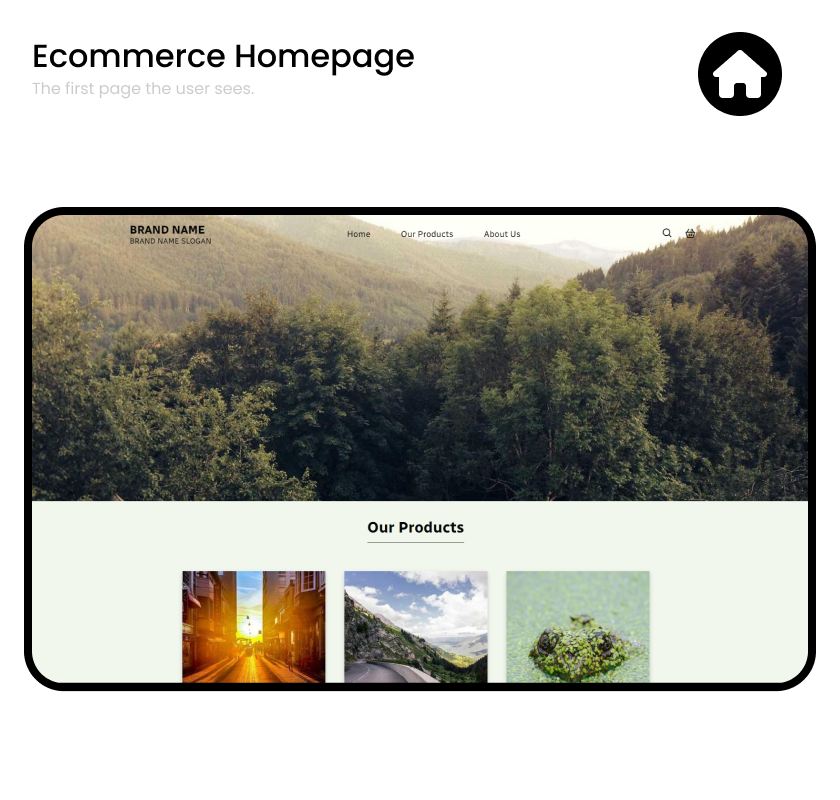 Ecommerce Homepage
The first page the user sees.
BRAND NAME
BRAND NAME SLOGAN
Home
Our Products
About Us
Our Products